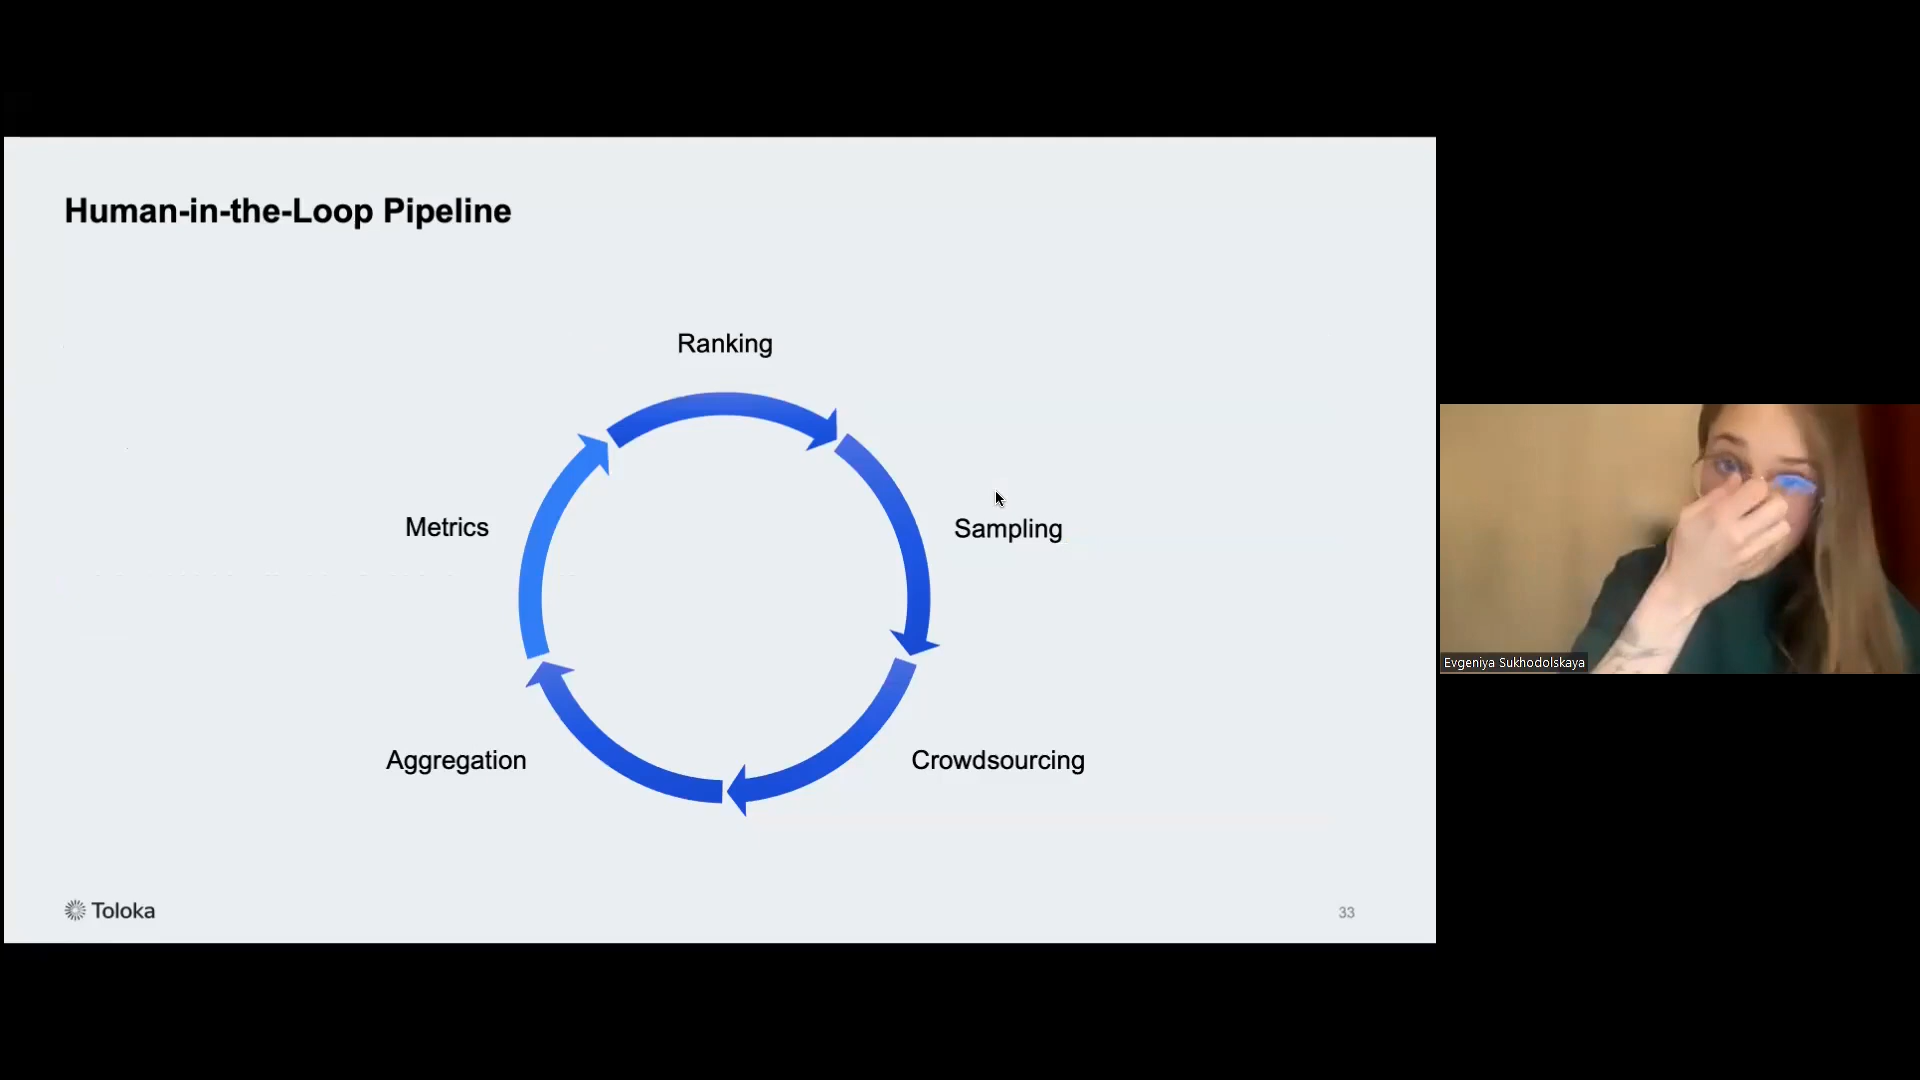 Human-in-the-Loop Pipeline
Ranking
Metrics
Sampling
Aggregation
Crowdsourcing
Toloka
33
Evgeniya Sukhodolskaya